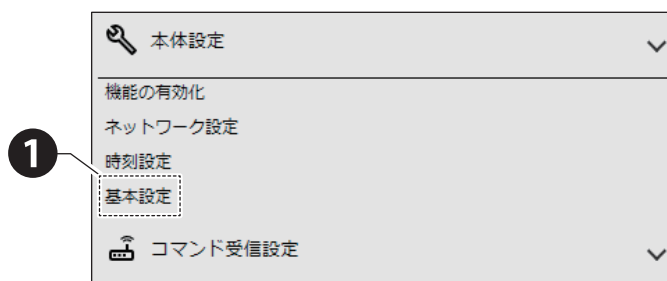 本体設定
機能の有効化
ネットワーク設定
時刻設定
1
基本設定
コマンド受信設定